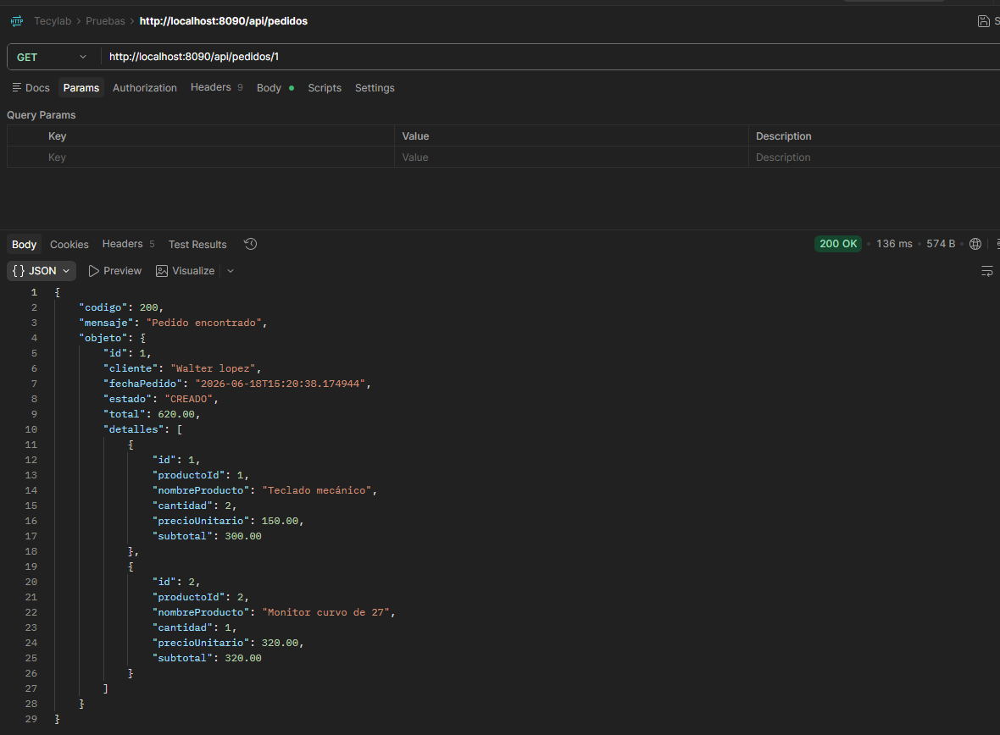 HTTP Tecylab > Pruebas > http://localhost:8090/api/pedidos S
GET http://localhost:8090/api/pedidos/1
Docs Params Authorization Headers 9 Body Scripts Settings
Query Params
Key Value Description
Key Value Description
Body Cookies Headers 5 Test Results 200 OK • 136 ms • 574 B •
{} JSON Preview Visualize
1 {
2 "codigo": 200,
3 "mensaje": "Pedido encontrado",
4 "objeto": {
5 "id": 1,
6 "cliente": "Walter lopez",
7 "fechaPedido": "2026-06-18T15:20:38.174944",
8 "estado": "CREADO",
9 "total": 620.00,
10 "detalles": [
11 {
12 "id": 1,
13 "productoId": 1,
14 "nombreProducto": "Teclado mecánico",
15 "cantidad": 2,
16 "precioUnitario": 150.00,
17 "subtotal": 300.00
18 },
19 {
20 "id": 2,
21 "productoId": 2,
22 "nombreProducto": "Monitor curvo de 27",
23 "cantidad": 1,
24 "precioUnitario": 320.00,
25 "subtotal": 320.00
26 }
27 ]
28 }
29 }